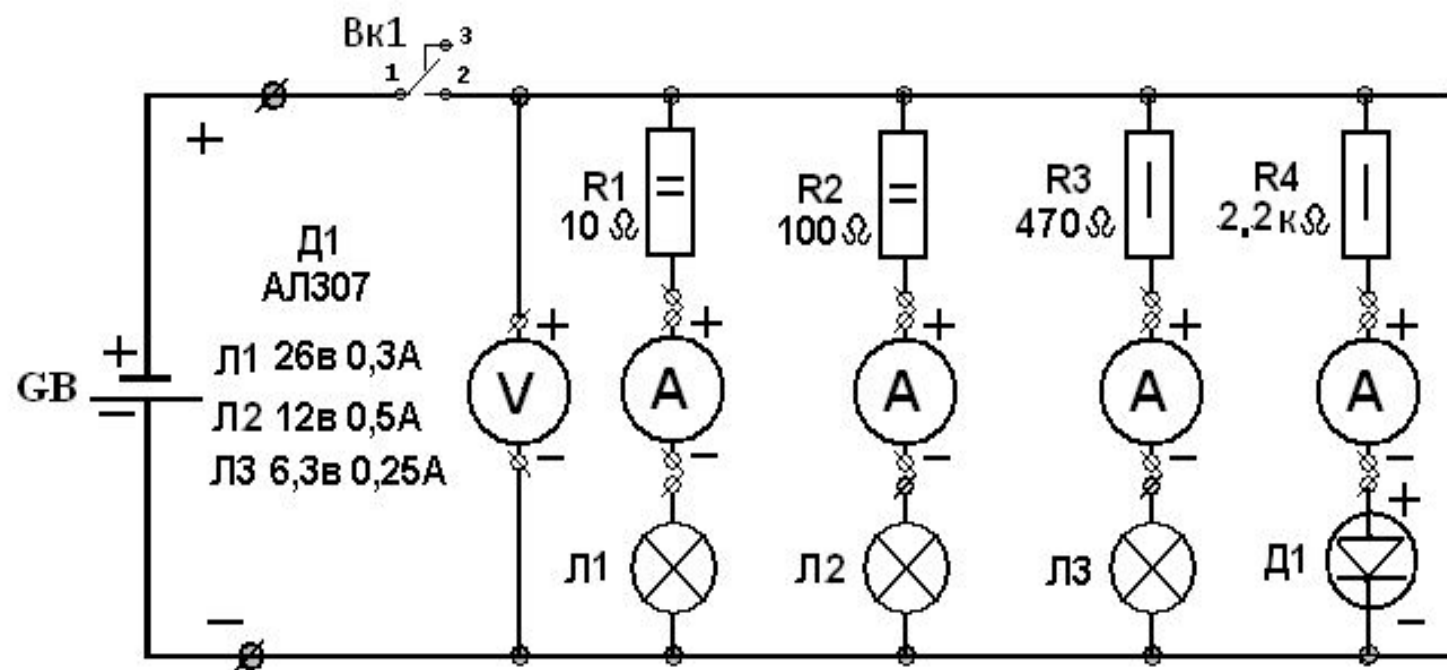 Вк1
3
1
2
+
R1
10 Ω
R2
100 Ω
R3
470 Ω
R4
2.2 к Ω
Д1
АЛ307
GB
+
−
Л1 26в 0,3А
Л2 12в 0,5А
Л3 6,3в 0,25А
V
+
−
A
+
−
A
+
−
A
+
−
A
+
−
Л1
Л2
Л3
Д1
+
−
−